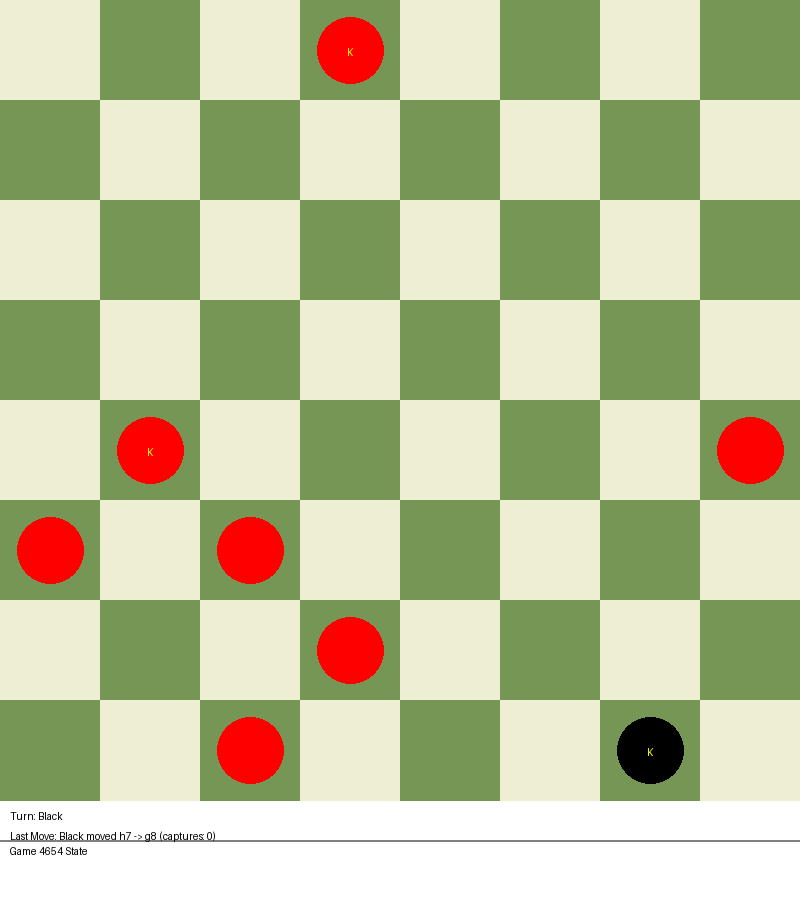 K
K
K
Turn: Black
Last Move: Black moved h7 -> g8 (captures: 0)
Game 4654 State